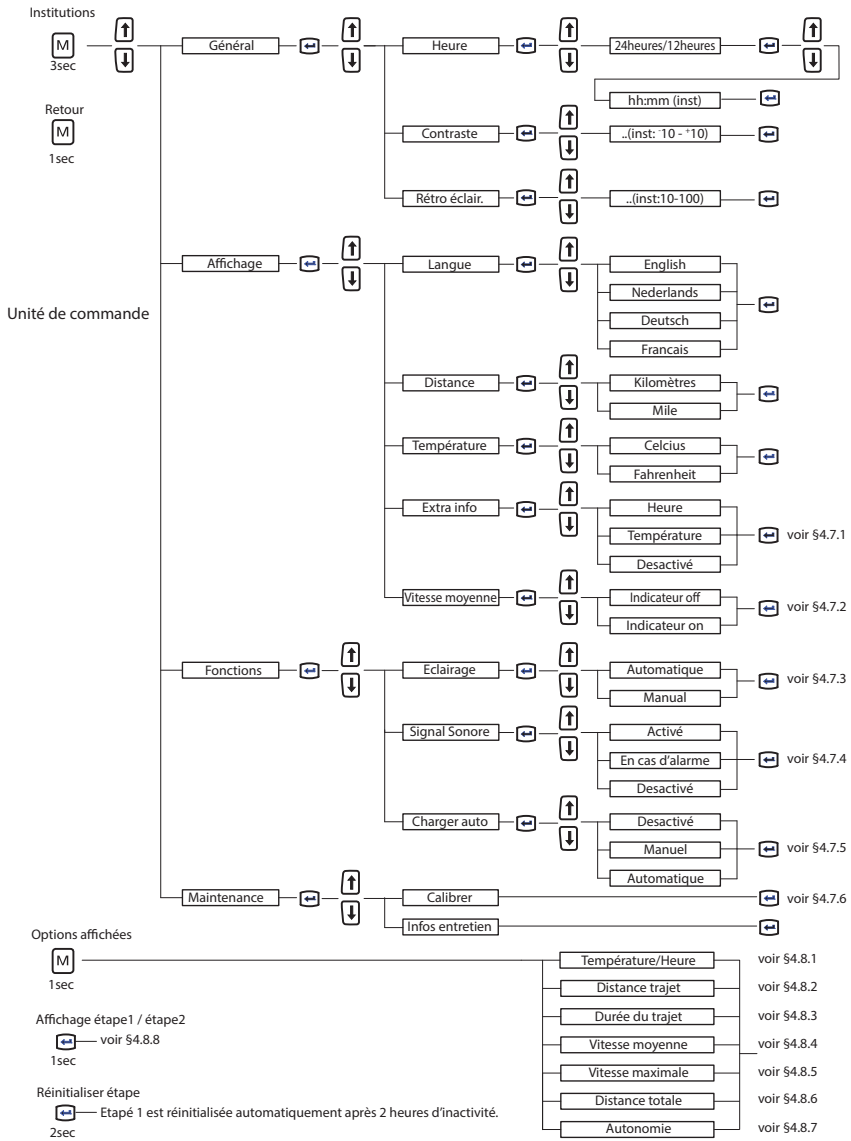 Institutions
M
3sec
Général
Heure
24heures/12heures
hh:mm (inst)
Retour
M
1sec
Contraste
..(inst: -10 - +10)
Rétro éclair.
..(inst:10-100)
Unité de commande
Affichage
Langue
English
Nederlands
Deutsch
Francais
Distance
Kilomètres
Mile
Température
Celcius
Fahrenheit
Extra info
Heure
Température
Desactivé
voir §4.7.1
Vitesse moyenne
Indicateur off
Indicateur on
voir §4.7.2
Fonctions
Eclairage
Automatique
Manual
voir §4.7.3
Signal Sonore
Activé
En cas d'alarme
Desactivé
voir §4.7.4
Charger auto
Desactivé
Manuel
Automatique
voir §4.7.5
Maintenance
Calibrer
voir §4.7.6
Infos entretien
Options affichées
M
1sec
Température/Heure
voir §4.8.1
Distance trajet
voir §4.8.2
Durée du trajet
voir §4.8.3
Vitesse moyenne
voir §4.8.4
Vitesse maximale
voir §4.8.5
Distance totale
voir §4.8.6
Autonomie
voir §4.8.7
Affichage étape1 / étape2
voir §4.8.8
1sec
Réinitialiser étape
Etapé 1 est réinitialisée automatiquement après 2 heures d'inactivité.
2sec